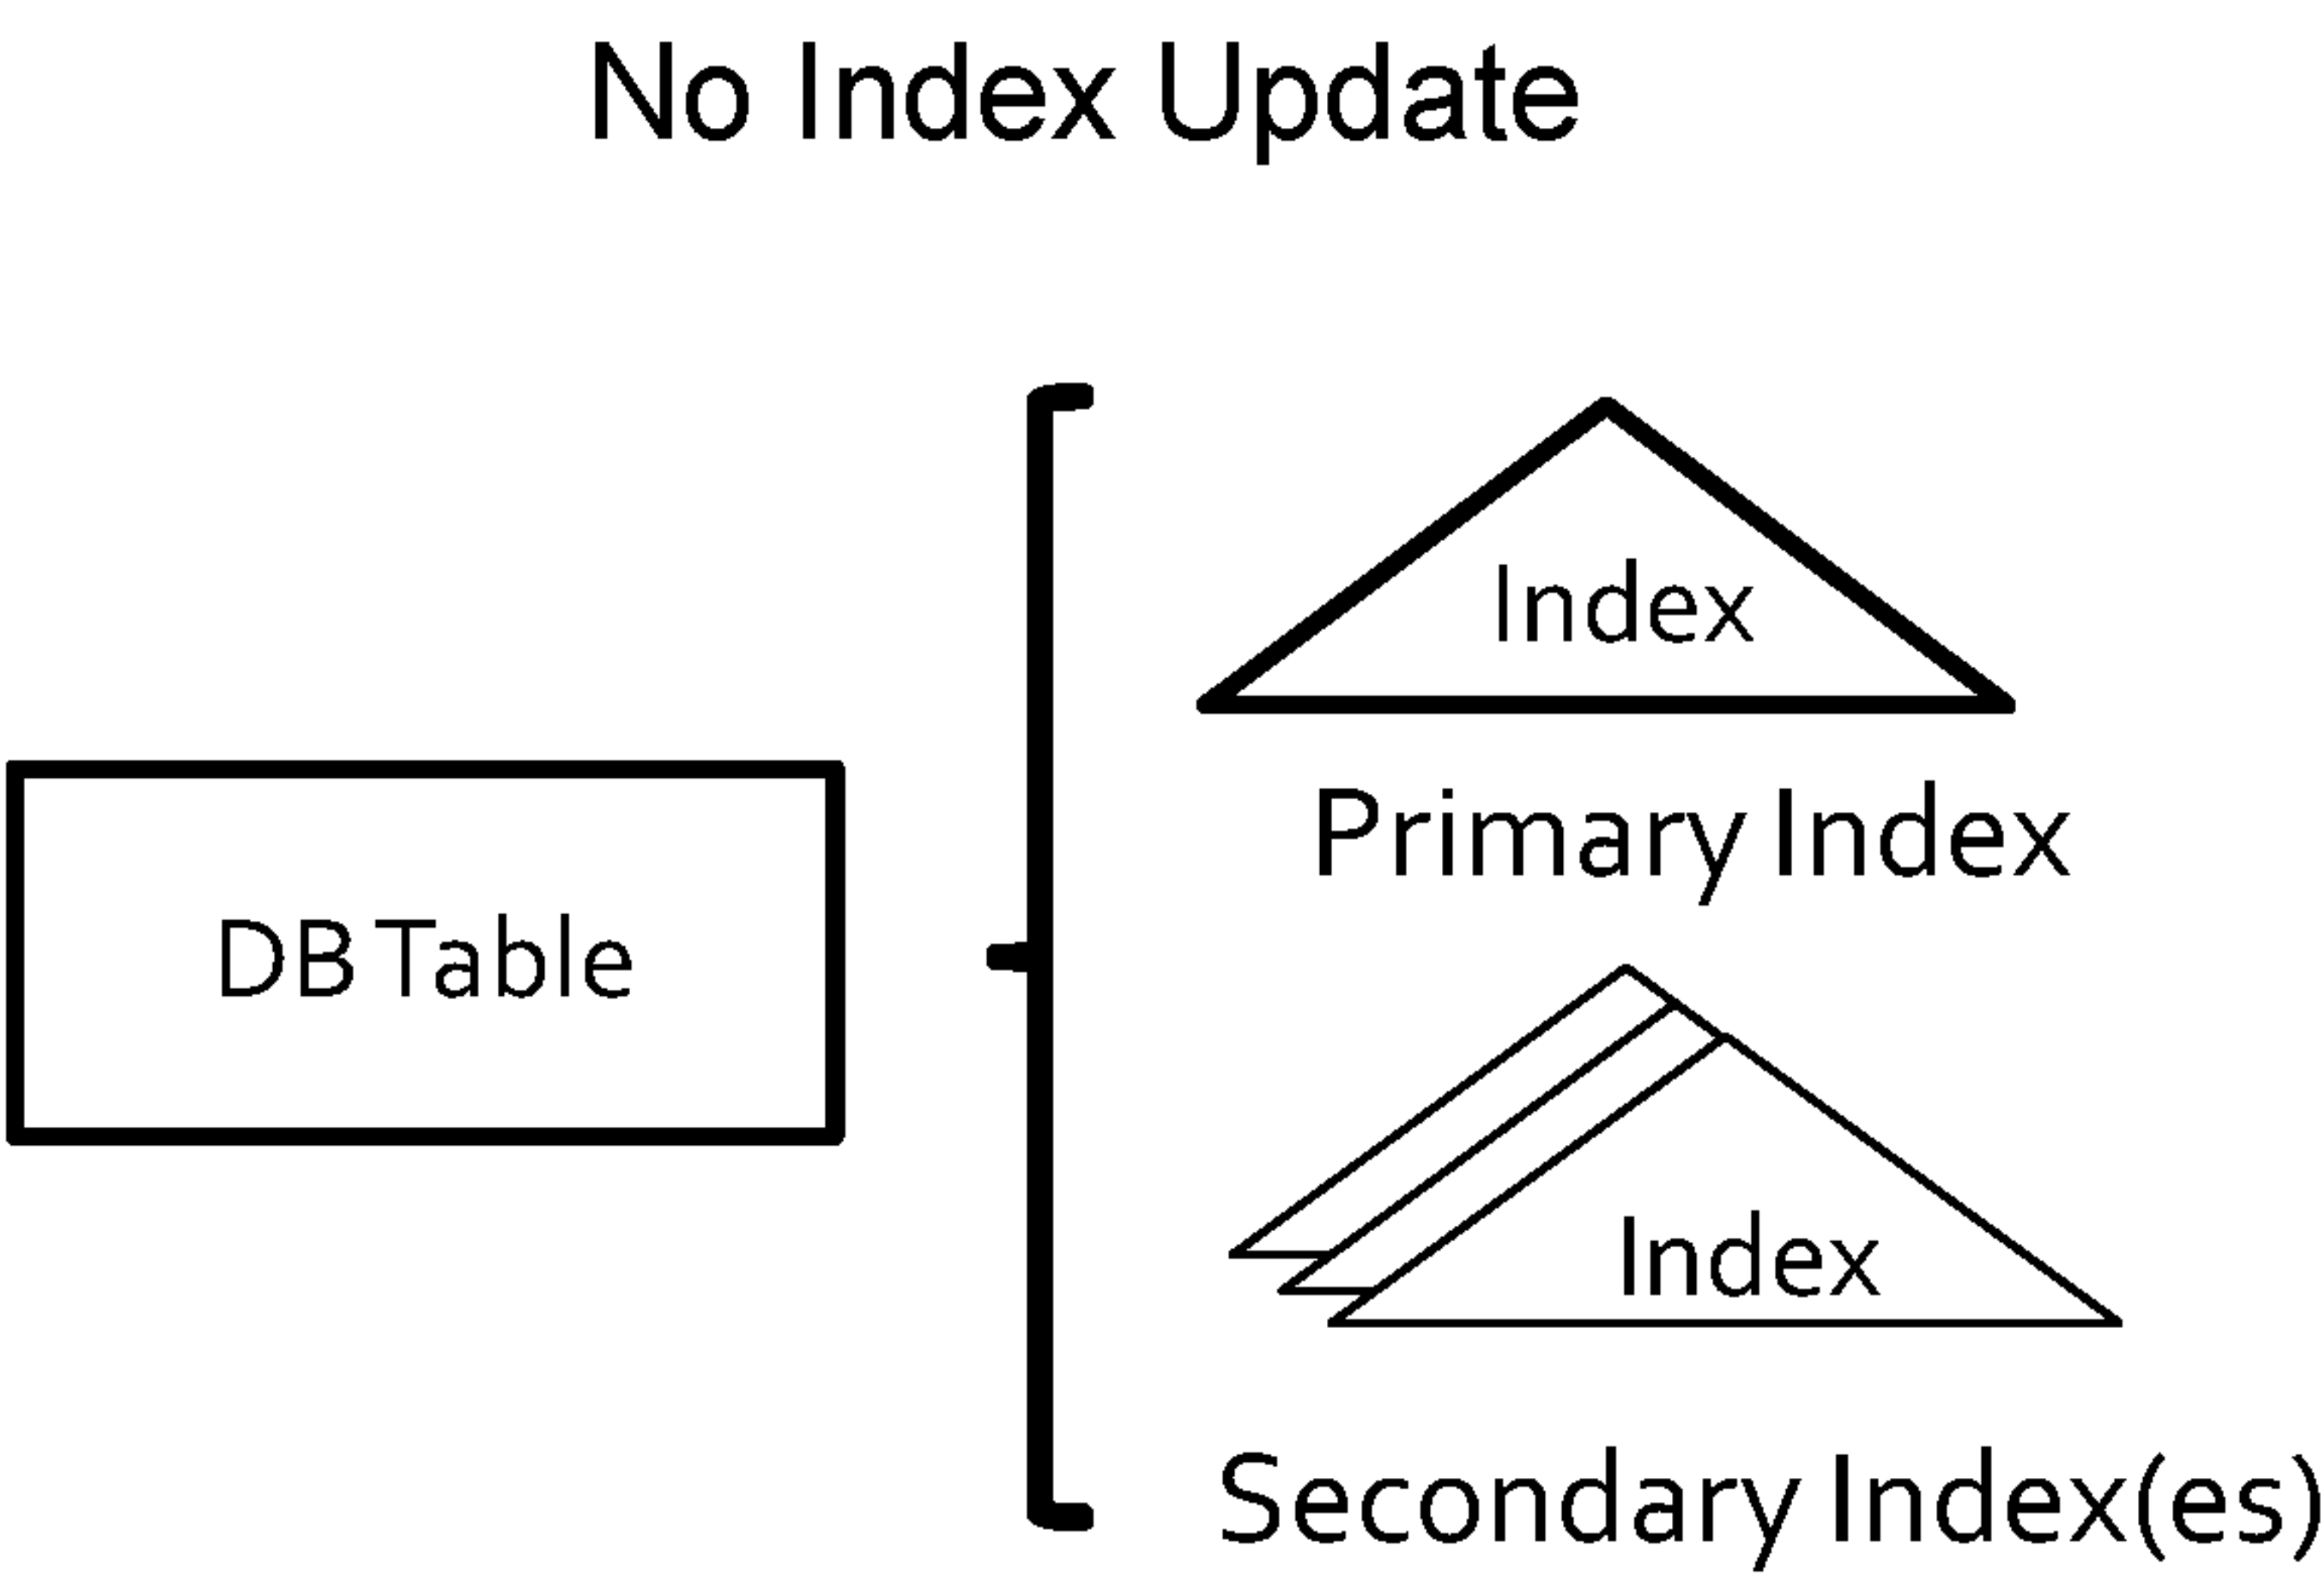 No Index Update
Index
Primary Index
DB Table
Index
Secondary Index(es)